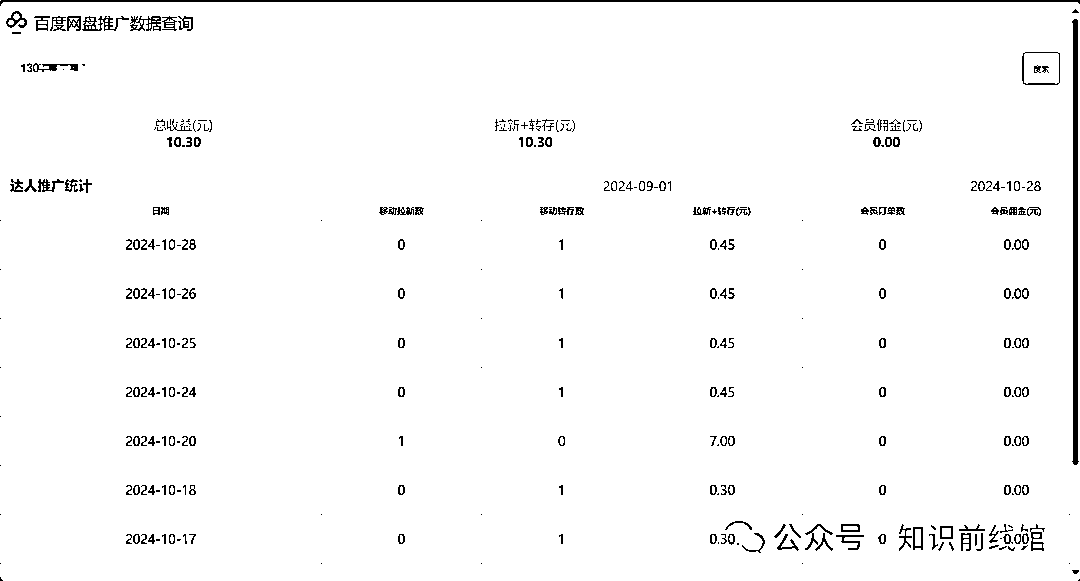 百度网盘推广数据查询
130
搜索
总收益(元) 拉新+转存(元) 会员佣金(元)
10.30 10.30 0.00
达人推广统计 2024-09-01 2024-10-28
日期 移动拉新数 移动转存数 拉新+转存(元) 会员订单数 会员佣金(元)
2024-10-28 0 1 0.45 0 0.00
2024-10-26 0 1 0.45 0 0.00
2024-10-25 0 1 0.45 0 0.00
2024-10-24 0 1 0.45 0 0.00
2024-10-20 1 0 7.00 0 0.00
2024-10-18 0 1 0.30 0 0.00
2024-10-17 0 1 0.30 0 0.00
公众号 · 知识前线馆